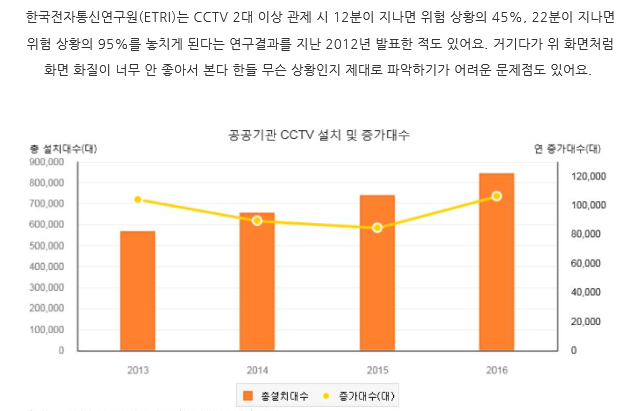 한국전자통신연구원(ETRI)는 CCTV 2대 이상 관제 시 12분이 지나면 위험 상황의 45%, 22분이 지나면
위험 상황의 95%를 놓치게 된다는 연구결과를 지난 2012년 발표한 적도 있어요. 거기다가 위 화면처럼
화면 화질이 너무 안 좋아서 본다 한들 무슨 상황인지 제대로 파악하기가 어려운 문제점도 있어요.
공공기관 CCTV 설치 및 증가대수
총 설치대수(대) 연 증가대수(대)
900,000
800,000
700,000
600,000
500,000
400,000
300,000
200,000
100,000
0
120,000
100,000
80,000
60,000
40,000
20,000
0
2013 2014 2015 2016
총설치대수 증가대수(대)